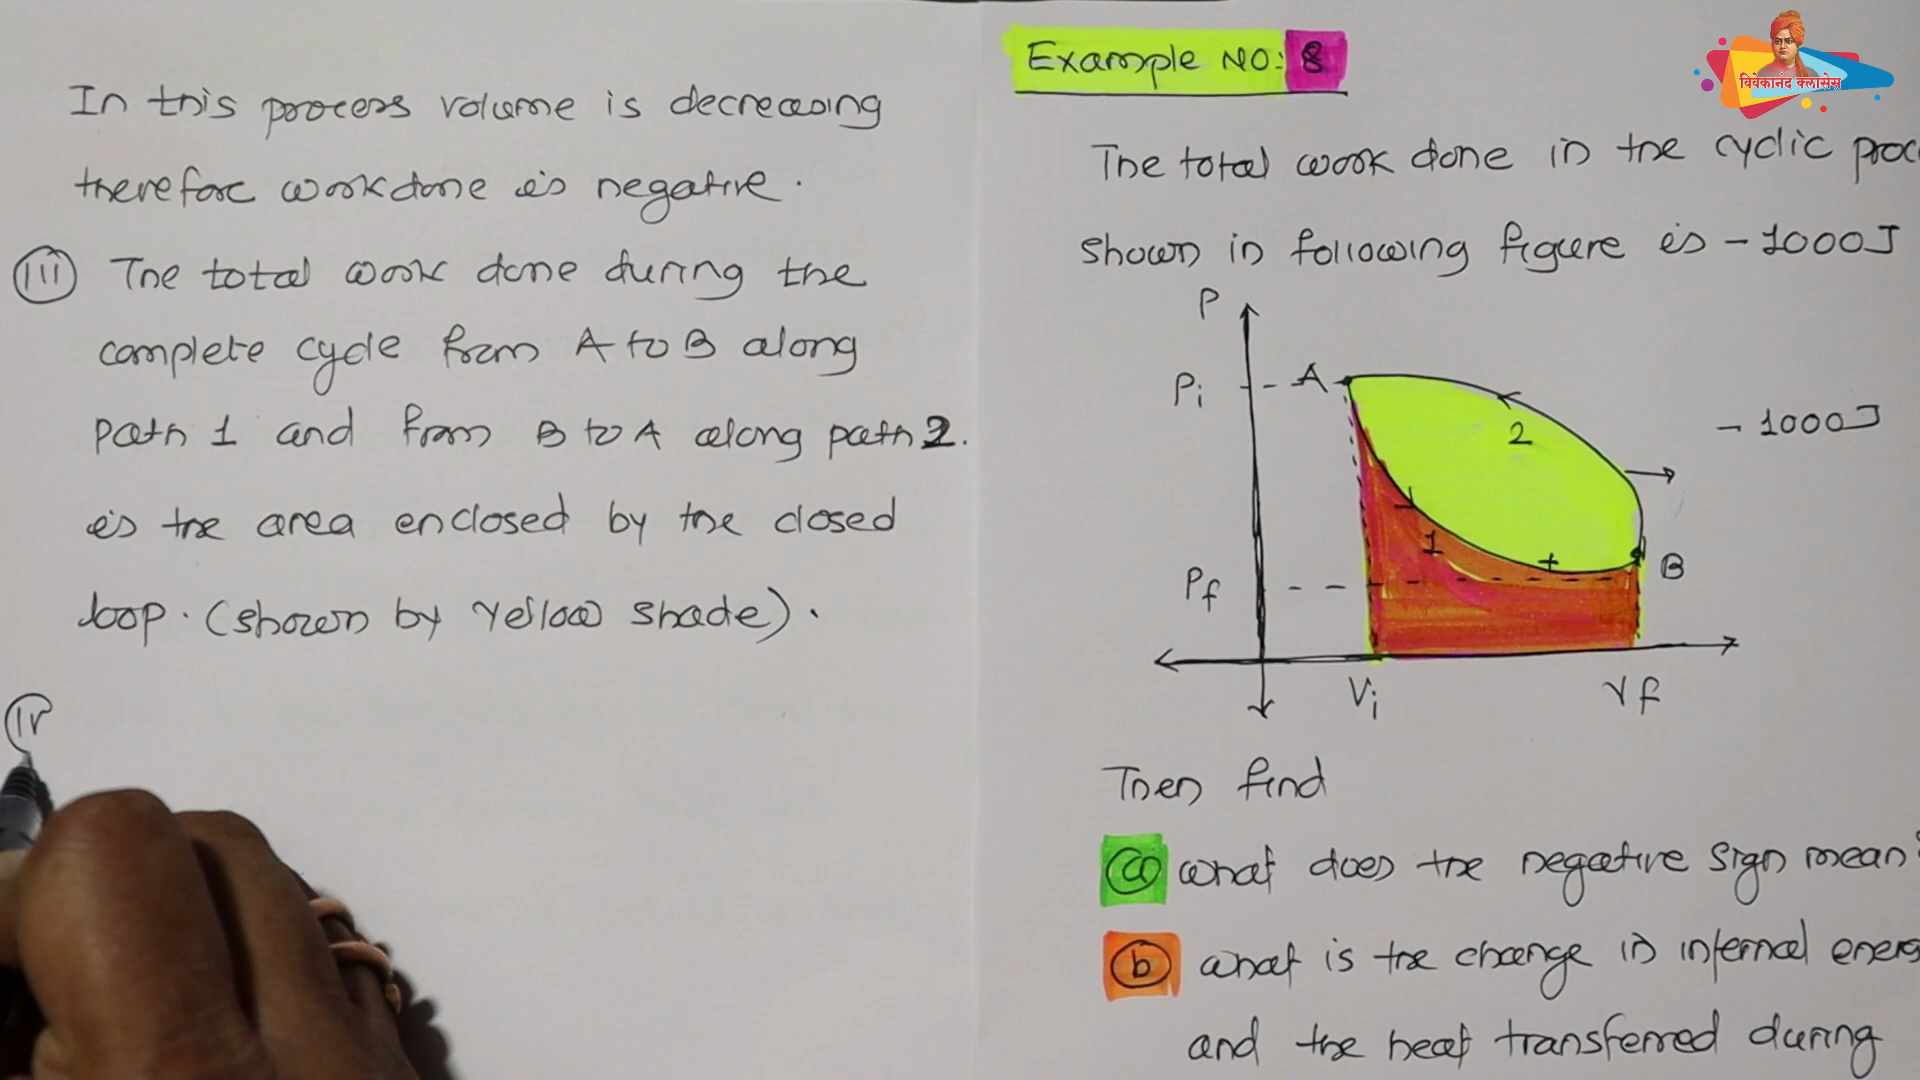 In this process volume is decreasing
therefore workdone is negative.
(III) The total work done during the
complete cycle from A to B along
path 1 and from B to A along path 2.
is the area enclosed by the closed
loop. (shown by yellow shade).
(IV
Example NO: 8
विवेकानंद क्लासेस
The total work done in the cyclic proc
shown in following figure is - 1000J
P
Pi
A
2
- 1000J
1
+
B
Pf
Vi
Vf
Then find
(a) what does the negative sign mean?
(b) what is the change in internal energ
and the heat transferred during